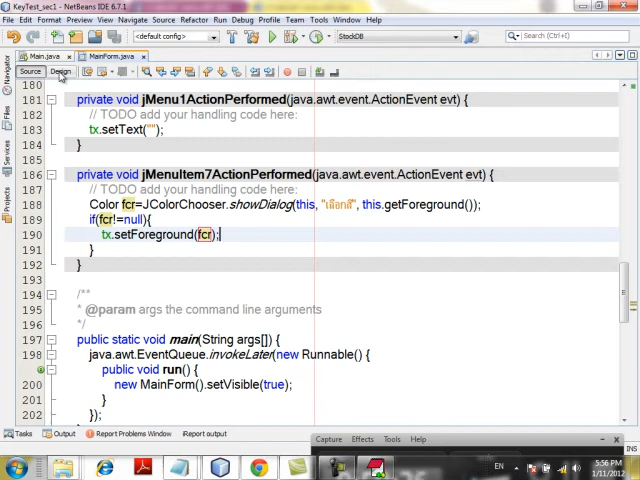 KeyTest_sec1 - NetBeans IDE 6.7.1
File Edit View Navigate Source Refactor Run Debug Profile Team Tools Window Help
<default config> StockDB Search (Ctrl+I)
Main.java MainForm.java
Source Design
180
181 private void jMenu1ActionPerformed(java.awt.event.ActionEvent evt) {
182 // TODO add your handling code here:
183 tx.setText("");
184 }
185
186 private void jMenuItem7ActionPerformed(java.awt.event.ActionEvent evt) {
187 // TODO add your handling code here:
188 Color fcr=JColorChooser.showDialog(this, "เลือกสี", this.getForeground());
189 if(fcr!=null){
190 tx.setForeground(fcr);
191 }
192 }
193
194 /**
195 * @param args the command line arguments
196 */
197 public static void main(String args[]) {
198 java.awt.EventQueue.invokeLater(new Runnable() {
public void run() {
200 new MainForm().setVisible(true);
201 }
202 });
Navigator
Files
Services
Projects
Tasks Output Report Problems Window iReport output
INS
Capture Effects Tools Help
EN 5:56 PM
1/11/2012